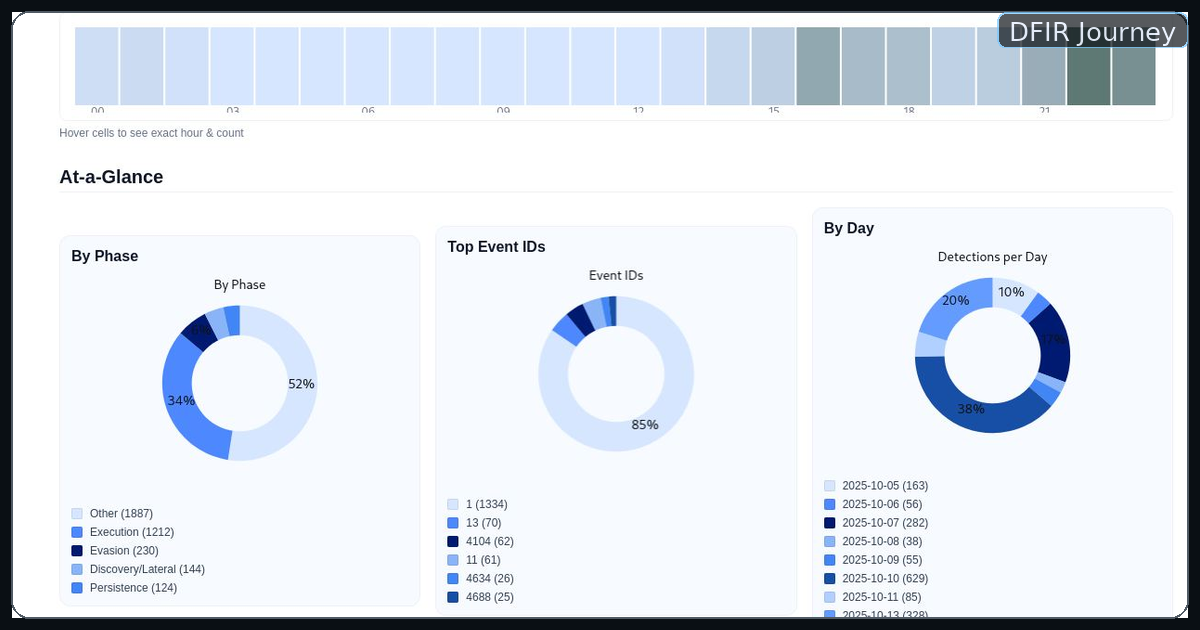 DFIR Journey
00 03 06 09 12 15 18 21
Hover cells to see exact hour & count
At-a-Glance
By Phase
By Phase
6%
52%
34%
Other (1887)
Execution (1212)
Evasion (230)
Discovery/Lateral (144)
Persistence (124)
Top Event IDs
Event IDs
85%
1 (1334)
13 (70)
4104 (62)
11 (61)
4634 (26)
4688 (25)
By Day
Detections per Day
10%
20%
17%
38%
2025-10-05 (163)
2025-10-06 (56)
2025-10-07 (282)
2025-10-08 (38)
2025-10-09 (55)
2025-10-10 (629)
2025-10-11 (85)
2025-10-13 (328)